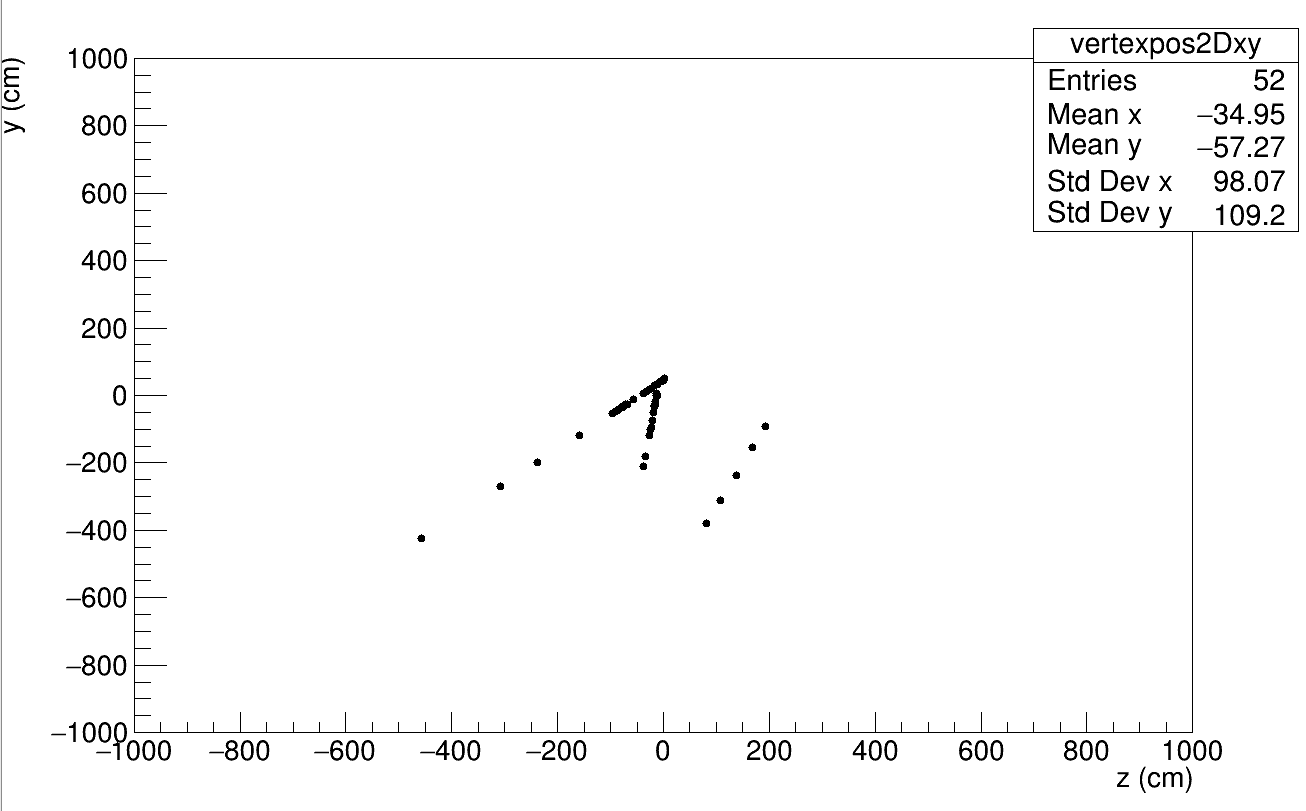 vertexpos2Dxy
Entries 52
Mean x −34.95
Mean y −57.27
Std Dev x 98.07
Std Dev y 109.2
y (cm)
1000
800
600
400
200
0
−200
−400
−600
−800
−1000
−1000 −800 −600 −400 −200 0 200 400 600 800 1000
z (cm)